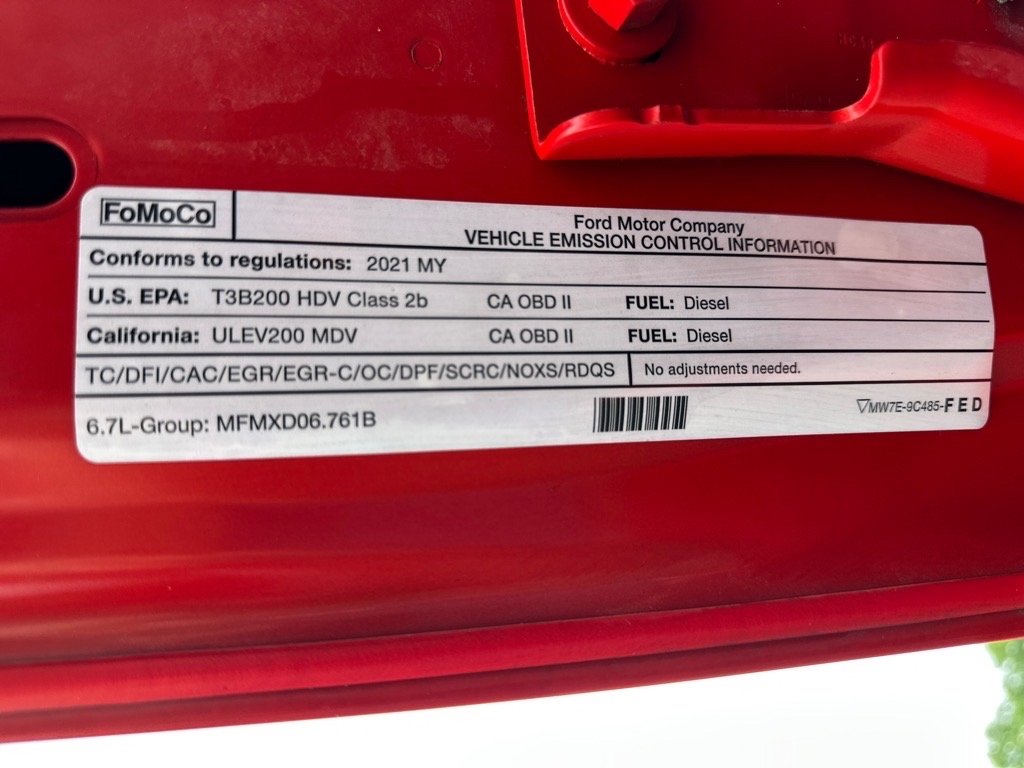 FoMoCo
Ford Motor Company
VEHICLE EMISSION CONTROL INFORMATION
Conforms to regulations: 2021 MY
U.S. EPA: T3B200 HDV Class 2b CA OBD II FUEL: Diesel
California: ULEV200 MDV CA OBD II FUEL: Diesel
TC/DFI/CAC/EGR/EGR-C/OC/DPF/SCRC/NOXS/RDQS No adjustments needed.
6.7L-Group: MFMXD06.761B ▽MW7E-9C485-FED